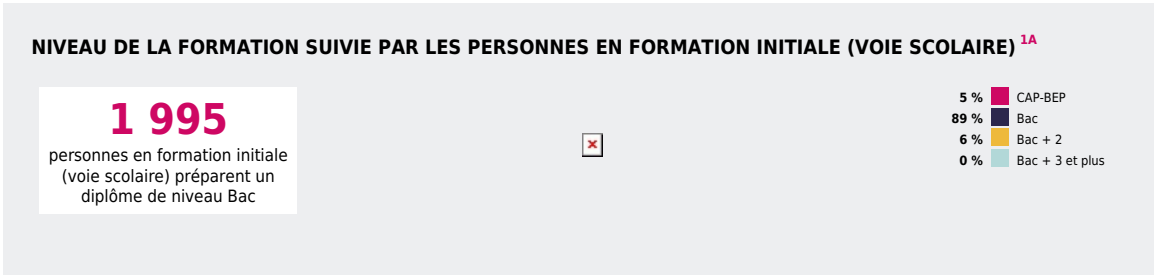 NIVEAU DE LA FORMATION SUIVIE PAR LES PERSONNES EN FORMATION INITIALE (VOIE SCOLAIRE) 1A
1 995
personnes en formation initiale
(voie scolaire) préparent un
diplôme de niveau Bac
5 % CAP-BEP
89 % Bac
6 % Bac + 2
0 % Bac + 3 et plus